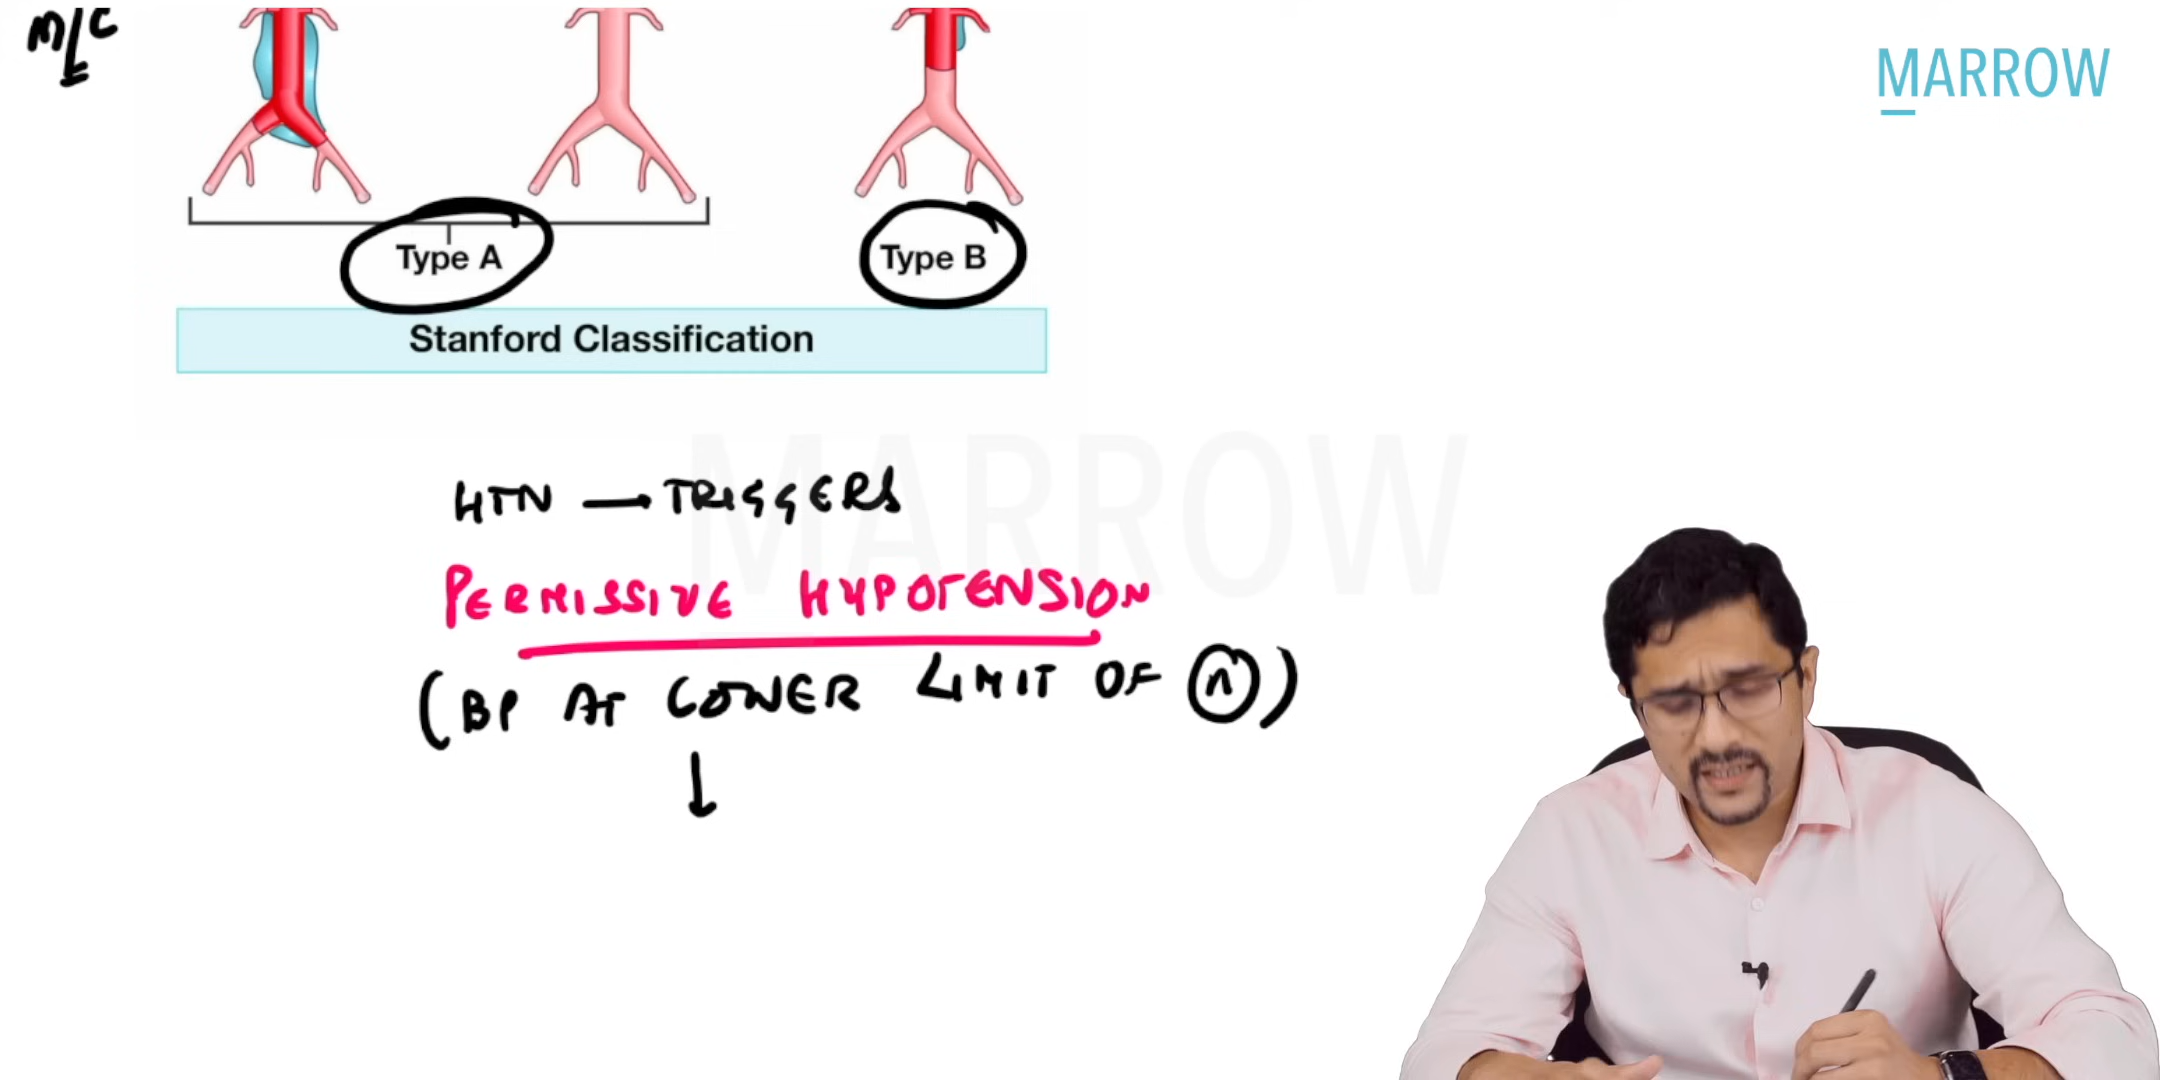 M/C
MARROW
Type A
Type B
Stanford Classification
MARROW
HTN → TRIGGERS
PERMISSIVE HYPOTENSION
(BP AT LOWER LIMIT OF (N))